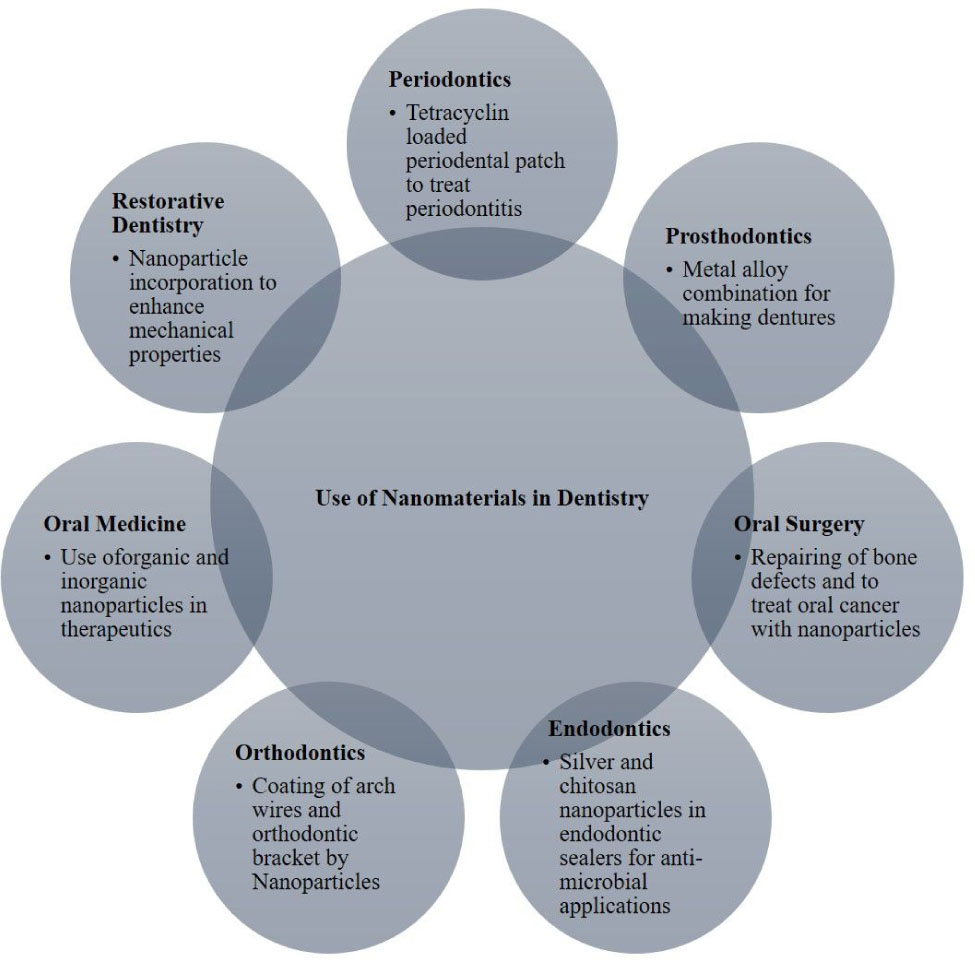 Periodontics
• Tetracyclin
loaded
periodental patch
to treat
periodontitis
Prosthodontics
• Metal alloy
combination for
making dentures
Oral Surgery
• Repairing of bone
defects and to
treat oral cancer
with nanoparticles
Endodontics
• Silver and
chitosan
nanoparticles in
endodontic
sealers for anti-
microbial
applications
Orthodontics
• Coating of arch
wires and
orthodontic
bracket by
Nanoparticles
Oral Medicine
• Use oforganic and
inorganic
nanoparticles in
therapeutics
Restorative
Dentistry
• Nanoparticle
incorporation to
enhance
mechanical
properties
Use of Nanomaterials in Dentistry